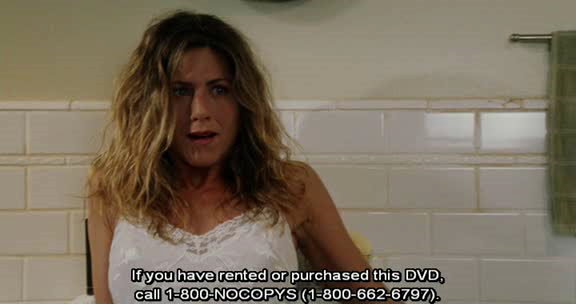 If you have rented or purchased this DVD,
call 1-800-NOCOPYS (1-800-662-6797).